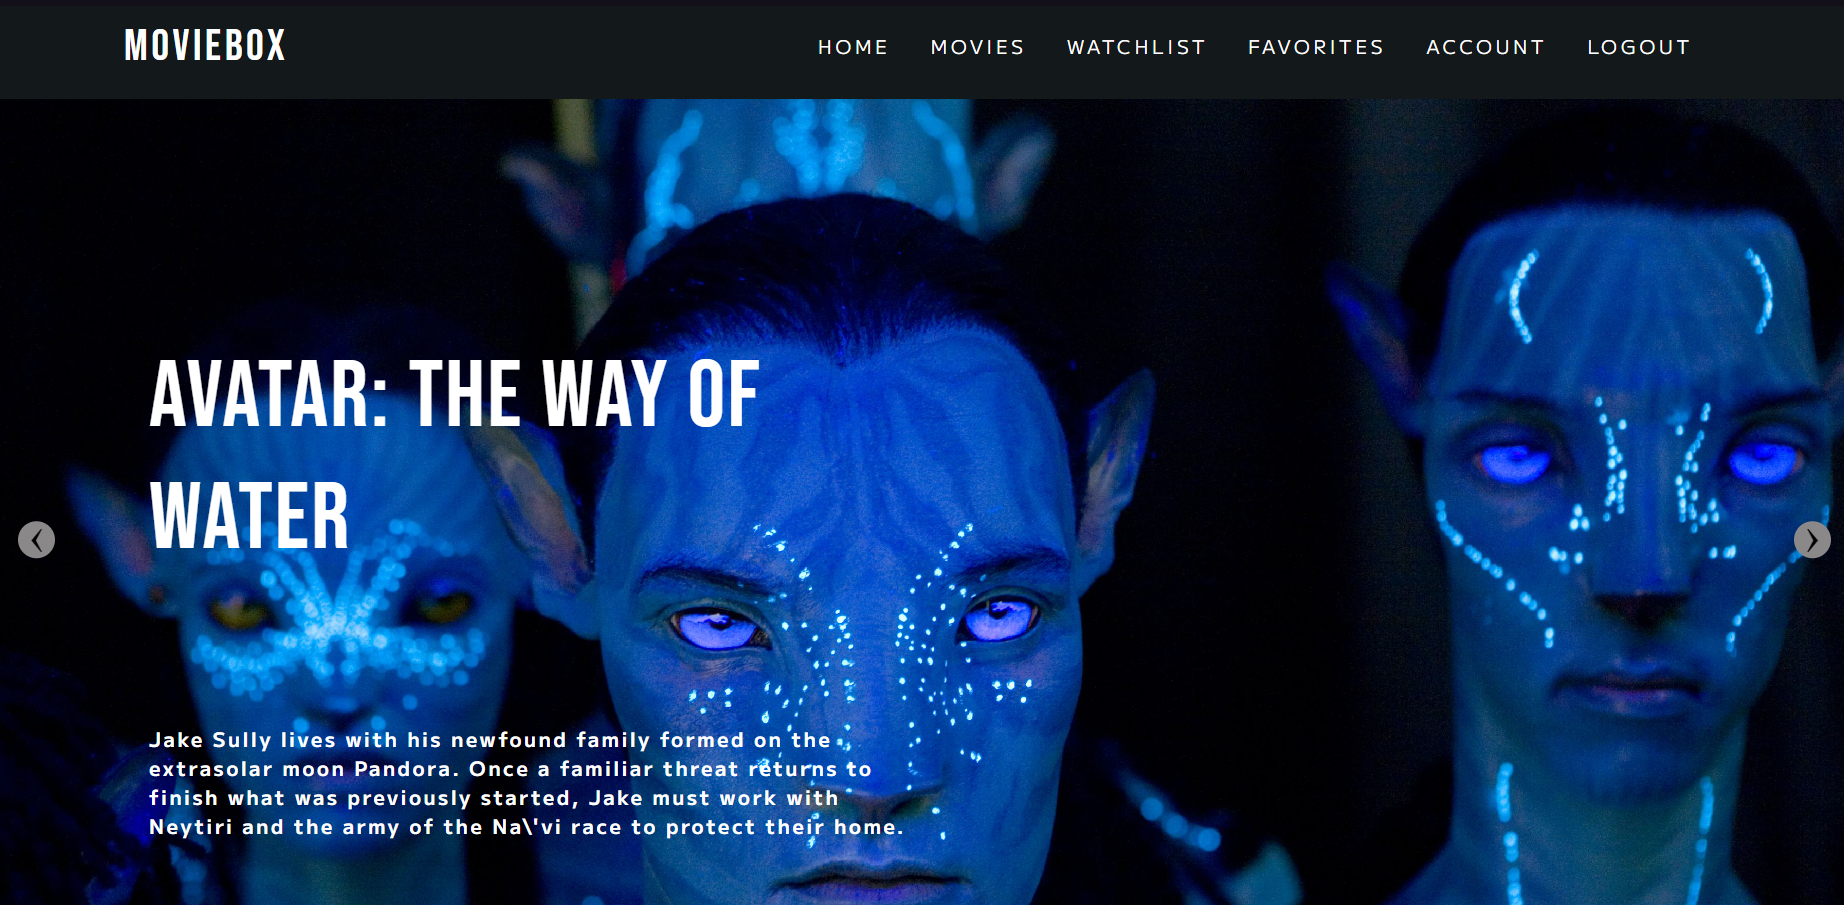 MOVIEBOX
HOME MOVIES WATCHLIST FAVORITES ACCOUNT LOGOUT
AVATAR: THE WAY OF
WATER
Jake Sully lives with his newfound family formed on the
extrasolar moon Pandora. Once a familiar threat returns to
finish what was previously started, Jake must work with
Neytiri and the army of the Na\'vi race to protect their home.